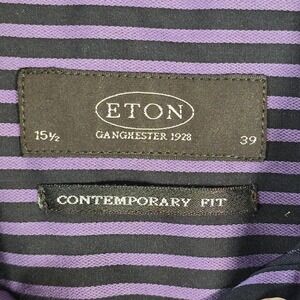 ETON
GANGHESTER 1928
15½ 39
CONTEMPORARY FIT